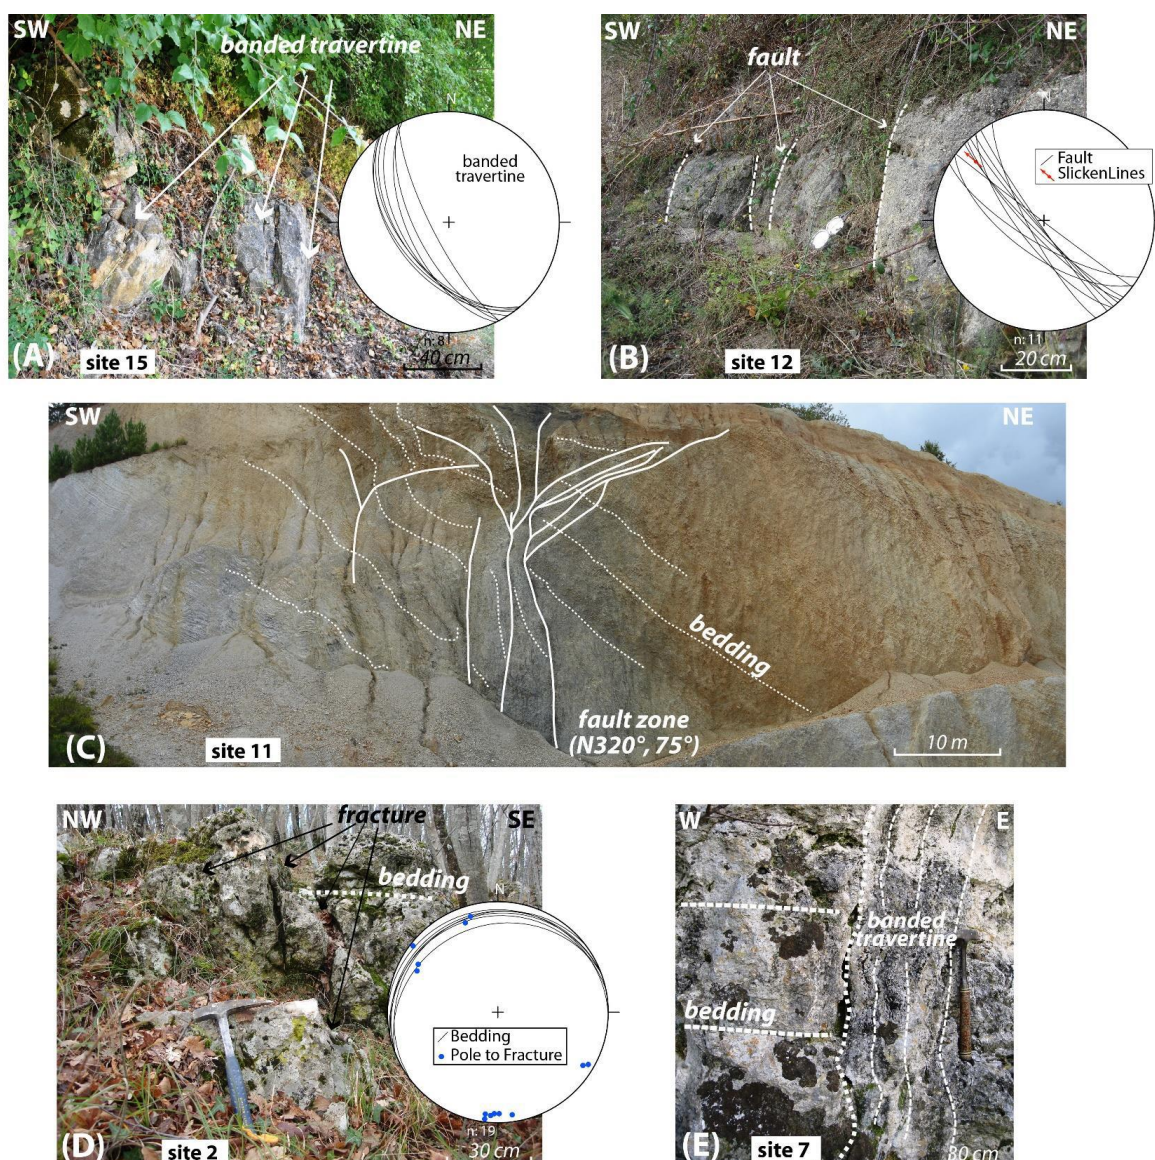 SW
NE
banded travertine
N
banded
travertine
n: 8
40 cm
(A)
site 15
SW
NE
fault
N
Fault
SlickenLines
n: 11
20 cm
(B)
site 12
SW
NE
bedding
fault zone
(N320°, 75°)
10 m
(C)
site 11
NW
SE
fracture
bedding
N
Bedding
Pole to Fracture
n: 19
30 cm
(D)
site 2
W
E
banded
travertine
bedding
bedding
80 cm
(E)
site 7